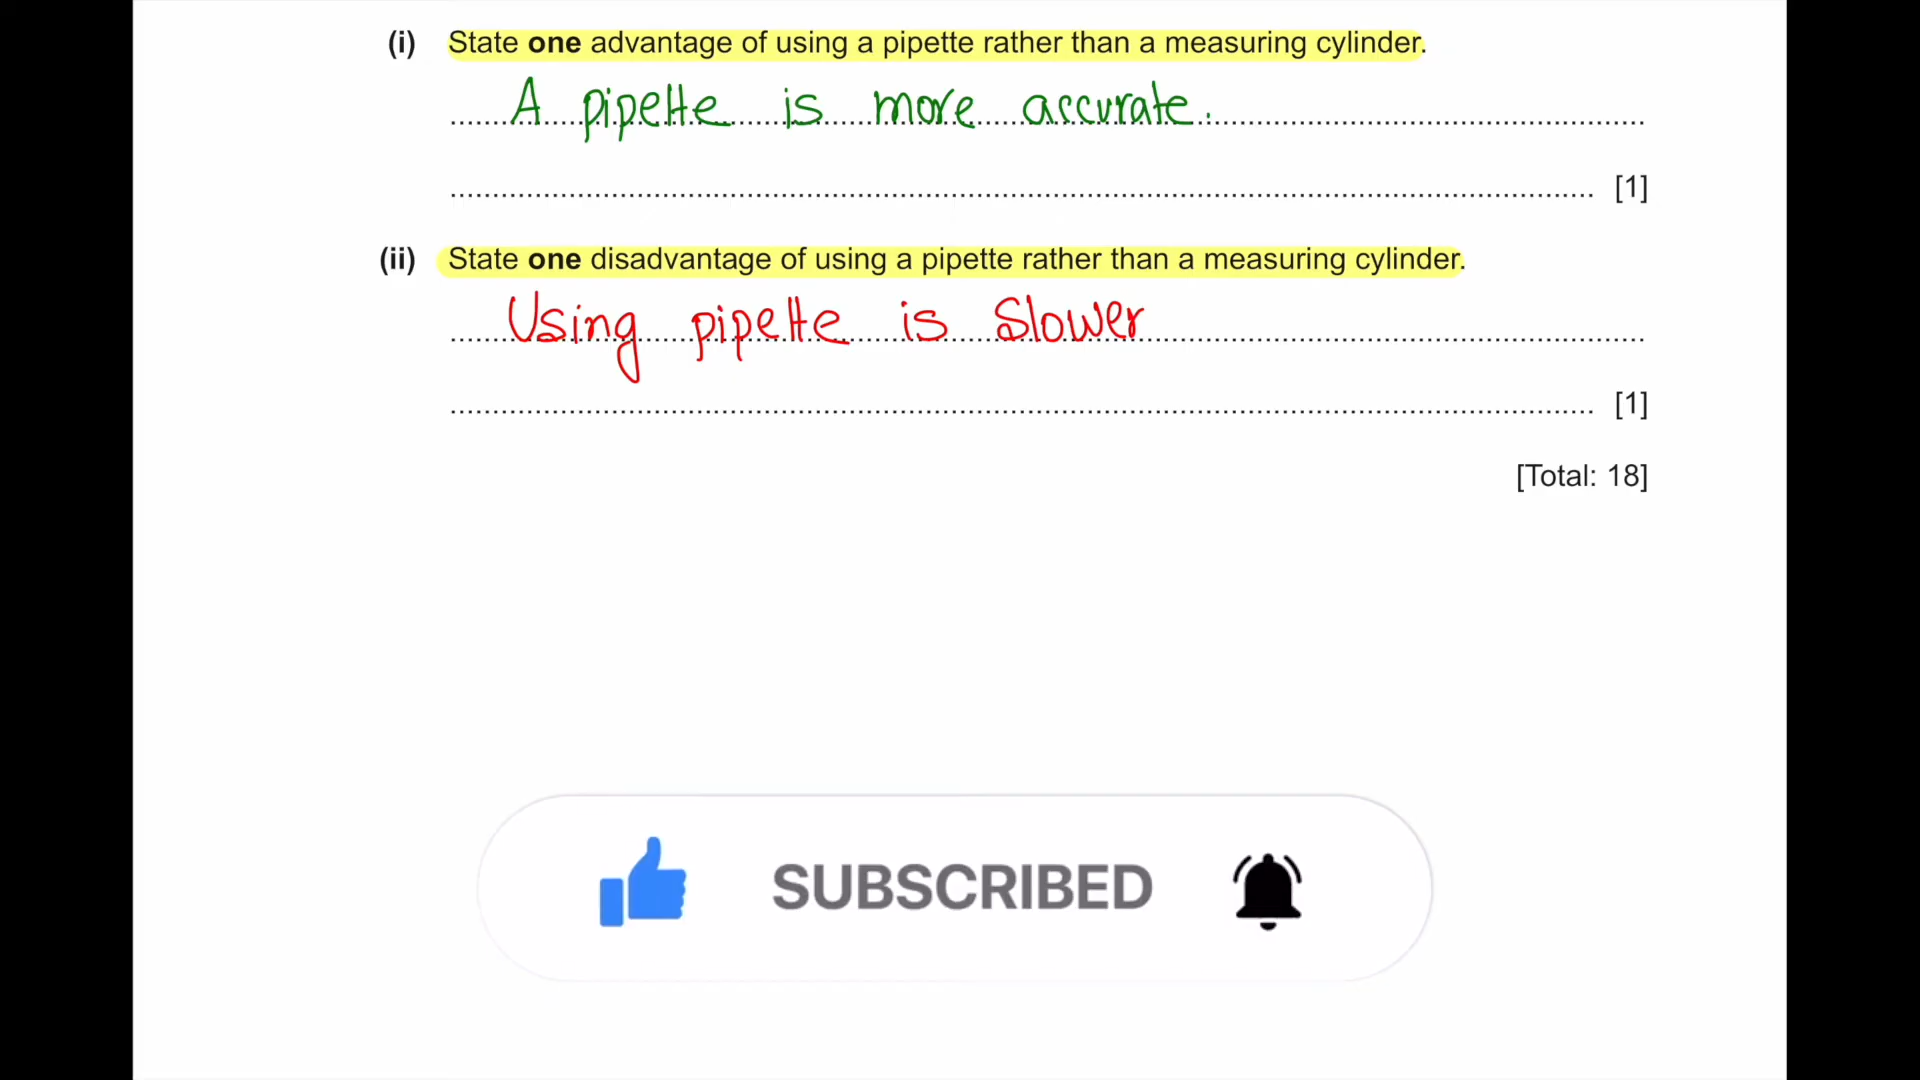 (i) State one advantage of using a pipette rather than a measuring cylinder.
A pipette is more accurate.
[1]
(ii) State one disadvantage of using a pipette rather than a measuring cylinder.
Using pipette is slower
[1]
[Total: 18]
SUBSCRIBED